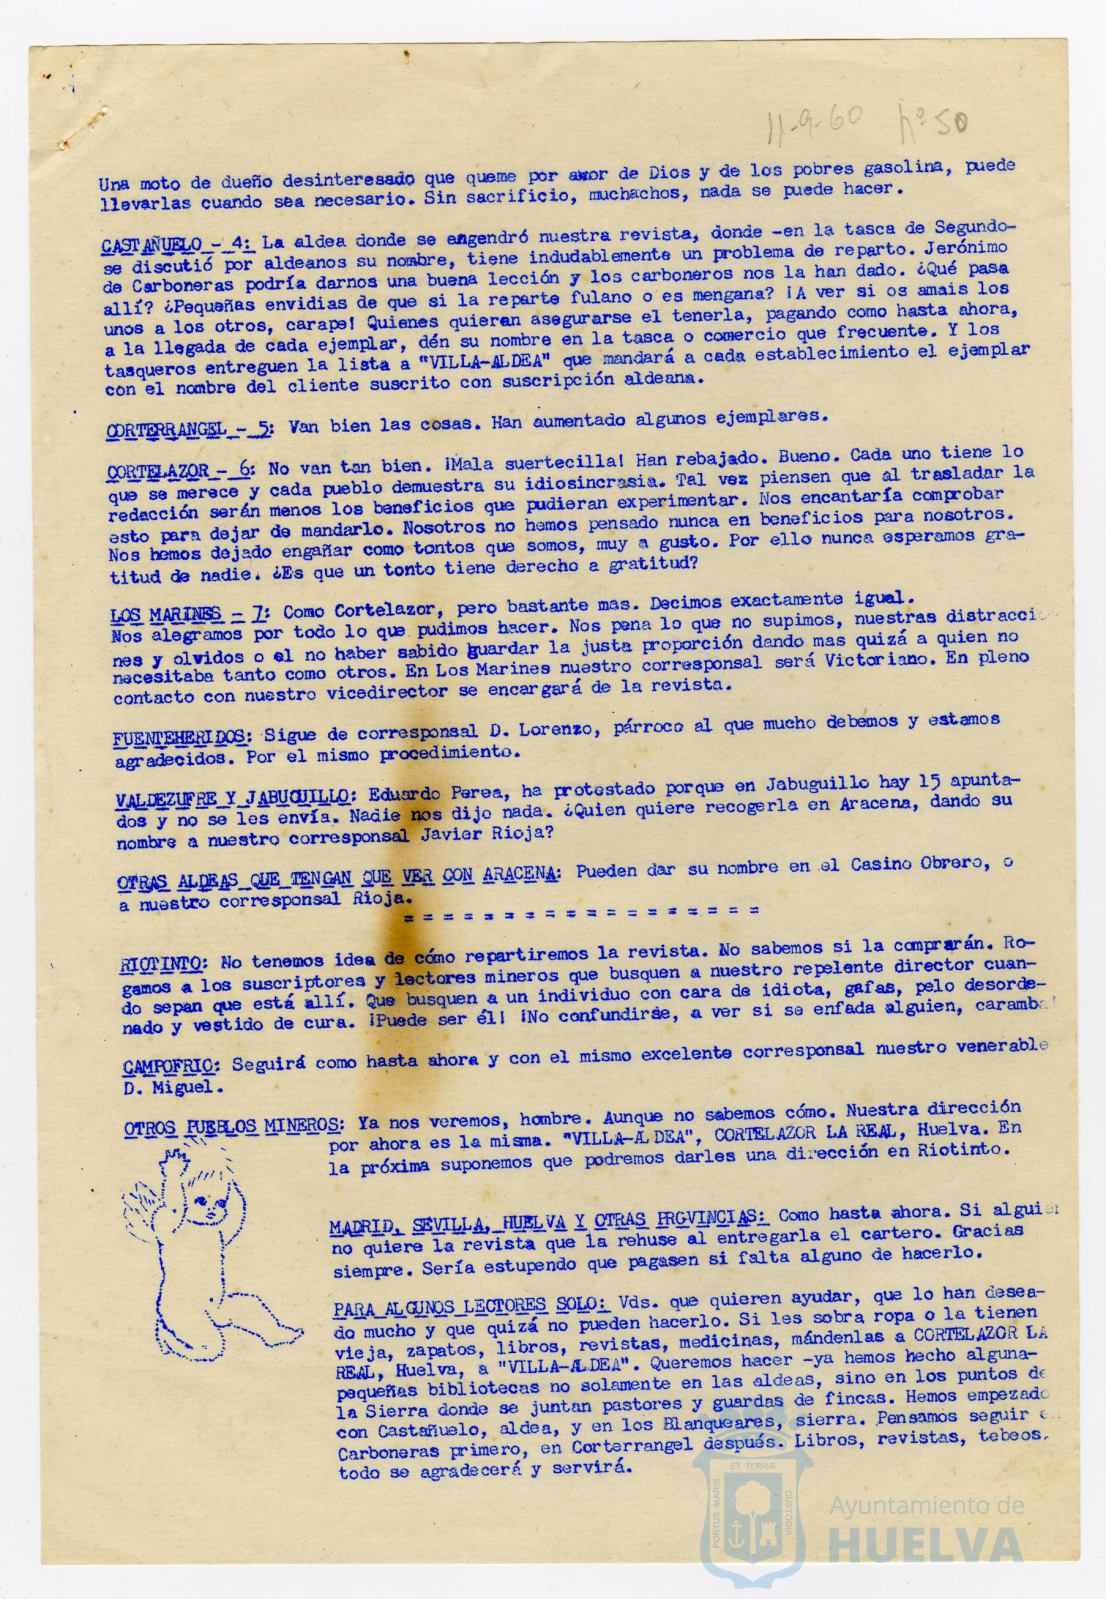 11-9-60 nº 50
Una moto de dueño desinteresado que queme por amor de Dios y de los pobres gasolina, puede
llevarlas cuando sea necesario. Sin sacrificio, muchachos, nada se puede hacer.
CASTAÑUELO - 4: La aldea donde se engendró nuestra revista, donde -en la tasca de Segundo-
se discutió por aldeanos su nombre, tiene indudablemente un problema de reparto. Jerónimo
de Carboneras podría darnos una buena lección y los carboneros nos la han dado. ¿Qué pasa
allí? ¿Pequeñas envidias de que si la reparte fulano o es mengana? ¡A ver si os amais los
unos a los otros, carape! Quienes quieran asegurarse el tenerla, pagando como hasta ahora,
a la llegada de cada ejemplar, dén su nombre en la tasca o comercio que frecuente. Y los
tasqueros entreguen la lista a "VILLA-ALDEA" que mandará a cada establecimiento el ejemplar
con el nombre del cliente suscrito con suscripción aldeana.
CORTERRANGEL - 5: Van bien las cosas. Han aumentado algunos ejemplares.
CORTELAZOR - 6: No van tan bien. ¡Mala suertecilla! Han rebajado. Bueno. Cada uno tiene lo
que se merece y cada pueblo demuestra su idiosincrasia. Tal vez piensen que al trasladar la
redacción serán menos los beneficios que pudieran experimentar. Nos encantaría comprobar
esto para dejar de mandarlo. Nosotros no hemos pensado nunca en beneficios para nosotros.
Nos hemos dejado engañar como tontos que somos, muy a gusto. Por ello nunca esperamos gra-
titud de nadie. ¿Es que un tonto tiene derecho a gratitud?
LOS MARINES - 7: Como Cortelazor, pero bastante mas. Decimos exactamente igual.
Nos alegramos por todo lo que pudimos hacer. Nos pena lo que no supimos, nuestras distraccio
nes y olvidos o el no haber sabido guardar la justa proporción dando mas quizá a quien no
necesitaba tanto como otros. En Los Marines nuestro corresponsal será Victoriano. En pleno
contacto con nuestro vicedirector se encargará de la revista.
FUENTEHERIDOS: Sigue de corresponsal D. Lorenzo, párroco al que mucho debemos y estamos
agradecidos. Por el mismo procedimiento.
VALDEZUFRE Y JABUGUILLO: Eduardo Perea, ha protestado porque en Jabuguillo hay 15 apunta-
dos y no se les envía. Nadie nos dijo nada. ¿Quien quiere recogerla en Aracena, dando su
nombre a nuestro corresponsal Javier Rioja?
OTRAS ALDEAS QUE TENGAN QUE VER CON ARACENA: Pueden dar su nombre en el Casino Obrero, o
a nuestro corresponsal Rioja.
= = = = = = = = = = = = = = = = = = =
RIOTINTO: No tenemos idea de cómo repartiremos la revista. No sabemos si la comprarán. Ro-
gamos a los suscriptores y lectores mineros que busquen a nuestro repelente director cuan-
do sepan que está allí. Que busquen a un individuo con cara de idiota, gafas, pelo desorde-
nado y vestido de cura. ¡Puede ser él! ¡No confundirse, a ver si se enfada alguien, caramba!
CAMPOFRIO: Seguirá como hasta ahora y con el mismo excelente corresponsal nuestro venerable
D. Miguel.
OTROS PUEBLOS MINEROS: Ya nos veremos, hombre. Aunque no sabemos cómo. Nuestra dirección
por ahora es la misma. "VILLA-ALDEA", CORTELAZOR LA REAL, Huelva. En
la próxima suponemos que podremos darles una dirección en Riotinto.
MADRID, SEVILLA, HUELVA Y OTRAS PROVINCIAS: Como hasta ahora. Si alguien
no quiere la revista que la rehuse al entregarla el cartero. Gracias
siempre. Sería estupendo que pagasen si falta alguno de hacerlo.
PARA ALGUNOS LECTORES SOLO: Vds. que quieren ayudar, que lo han desea-
do mucho y que quizá no pueden hacerlo. Si les sobra ropa o la tienen
vieja, zapatos, libros, revistas, medicinas, mándenlas a CORTELAZOR LA
REAL, Huelva, a "VILLA-ALDEA". Queremos hacer -ya hemos hecho alguna-
pequeñas bibliotecas no solamente en las aldeas, sino en los puntos de
la Sierra donde se juntan pastores y guardas de fincas. Hemos empezado
con Castañuelo, aldea, y en los Blanqueares, sierra. Pensamos seguir en
Carboneras primero, en Corterrangel después. Libros, revistas, tebeos.
todo se agradecerá y servirá.
PORTUS MARIS ET TERRÆ CUSTODIA
Ayuntamiento de
HUELVA